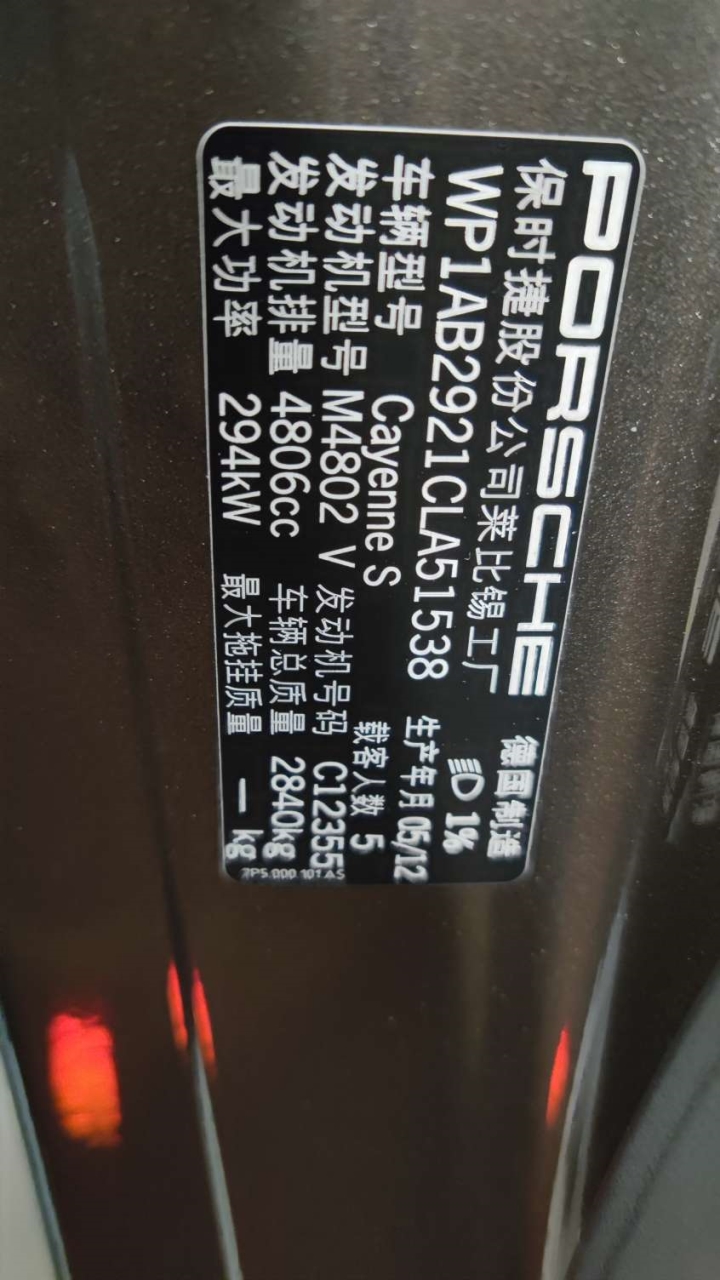 PORSCHE 德国制造
保时捷股份公司莱比锡工厂 1%
WP1AB2921CLA51538 生产年月 05/12
车辆型号 Cayenne S 载客人数 5
发动机型号 M4802 V 发动机号码 C12355
发动机排量 4806cc 车辆总质量 2840kg
最大功率 294kW 最大拖挂质量 — kg
7P5.000.101.AS